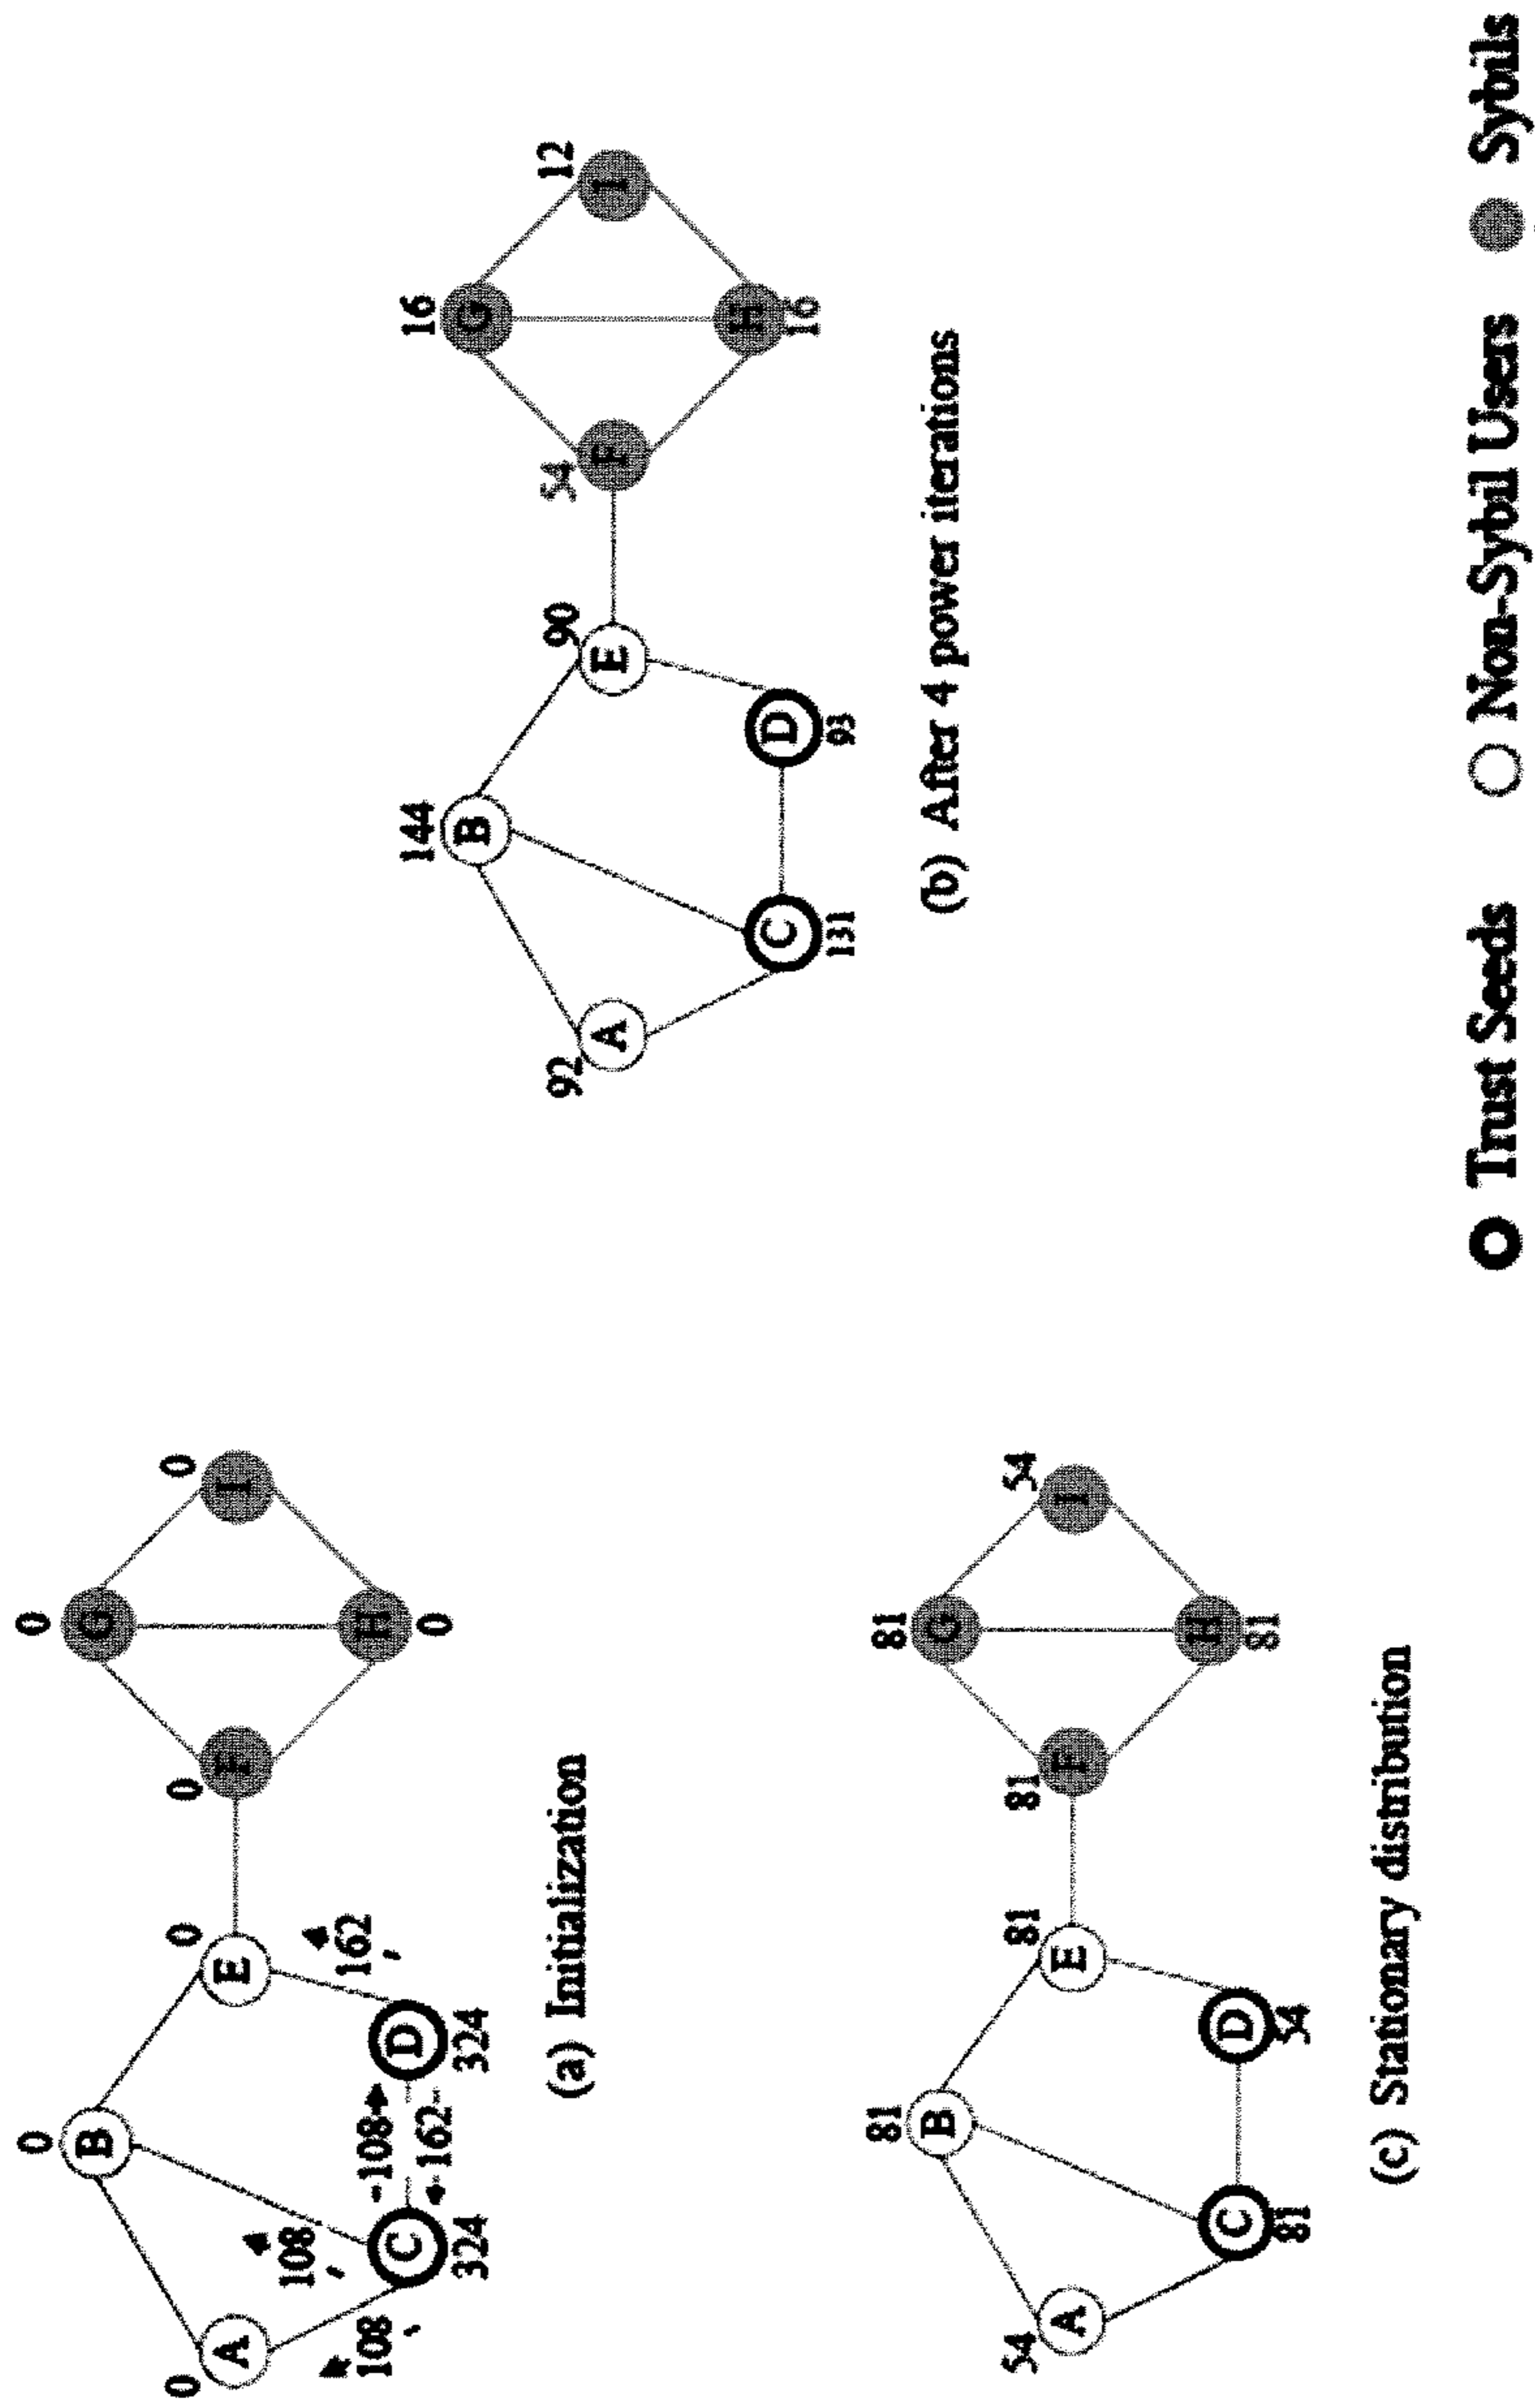 0
0
0
0
0
0
0
A
B
C
D
E
F
G
H
I
108
108
-108
162
162-
324
324
(a) Initialization
144
90
92
131
93
54
16
16
12
A
B
C
D
E
F
G
H
I
(b) After 4 power iterations
81
81
54
81
54
81
81
81
54
A
B
C
D
E
F
G
H
I
(c) Stationary distribution
Trust Seeds
Non-Sybil Users
Sybils